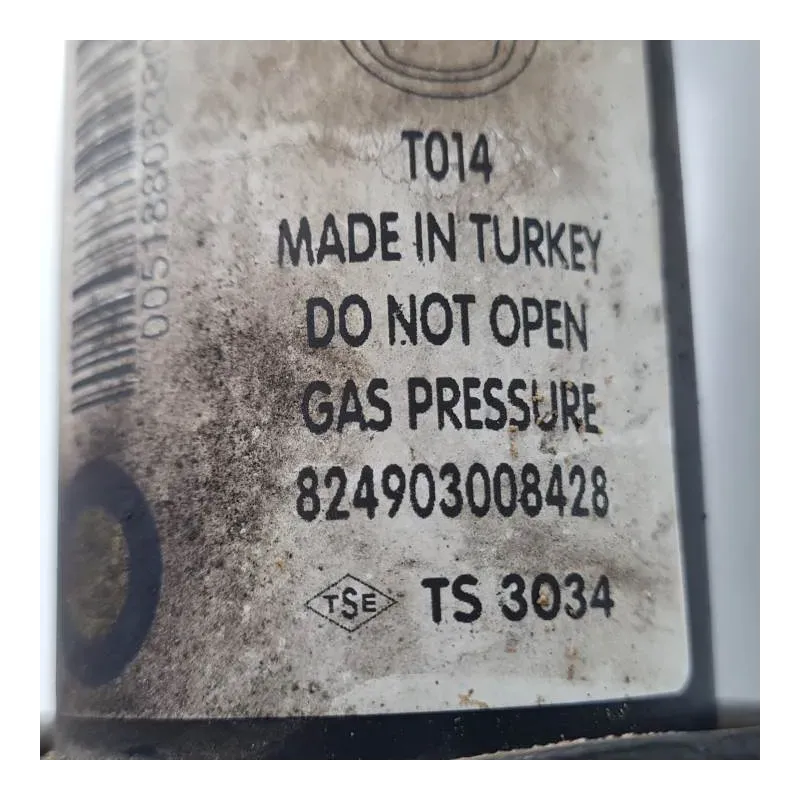 T014
MADE IN TURKEY
DO NOT OPEN
GAS PRESSURE
824903008428
TSE TS 3034